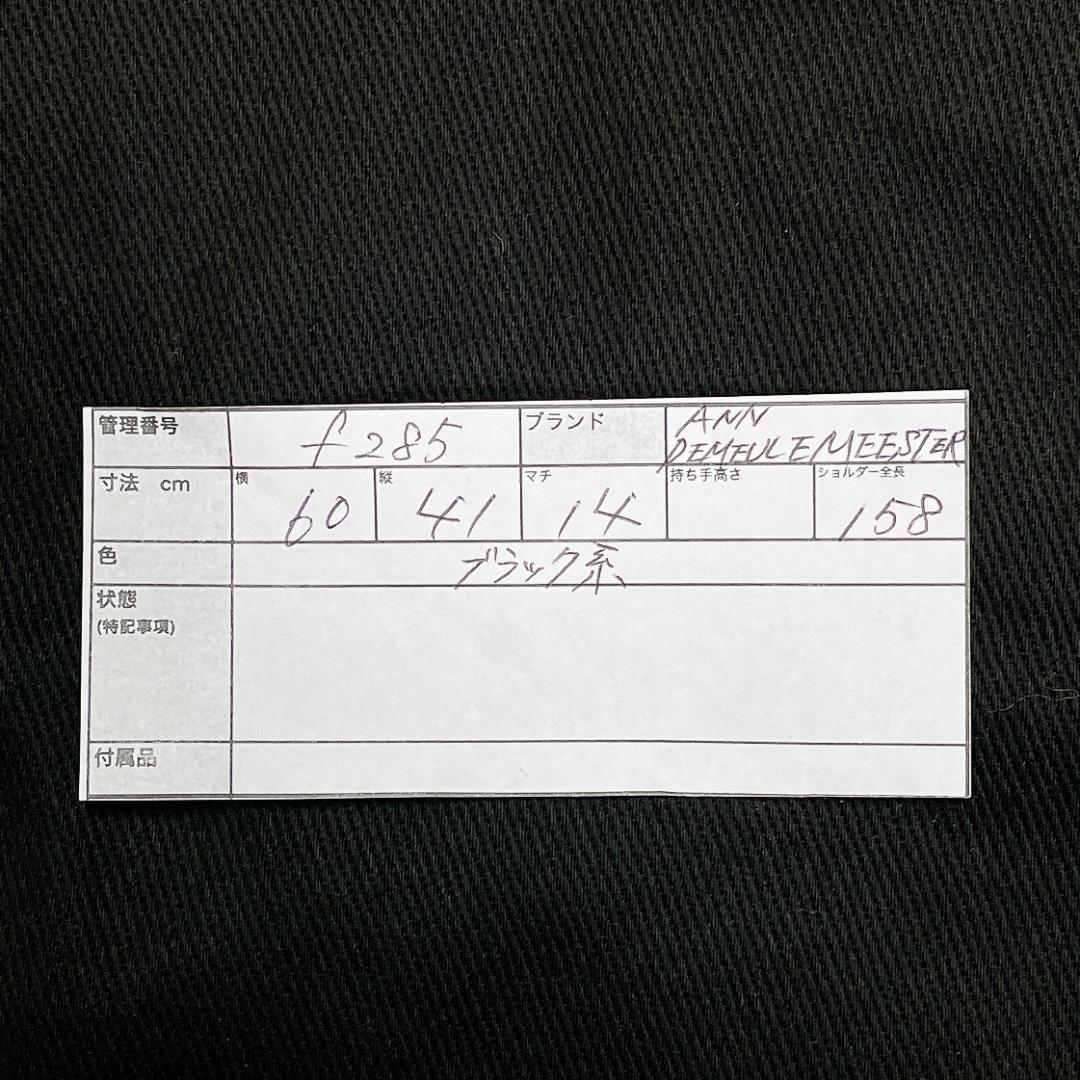 管理番号 f285 ブランド ANN
DEMEULEMEESTER
寸法 cm 横 60 縦 41 マチ 14 持ち手高さ ショルダー全長 158
色 ブラック系
状態
(特記事項)
付属品